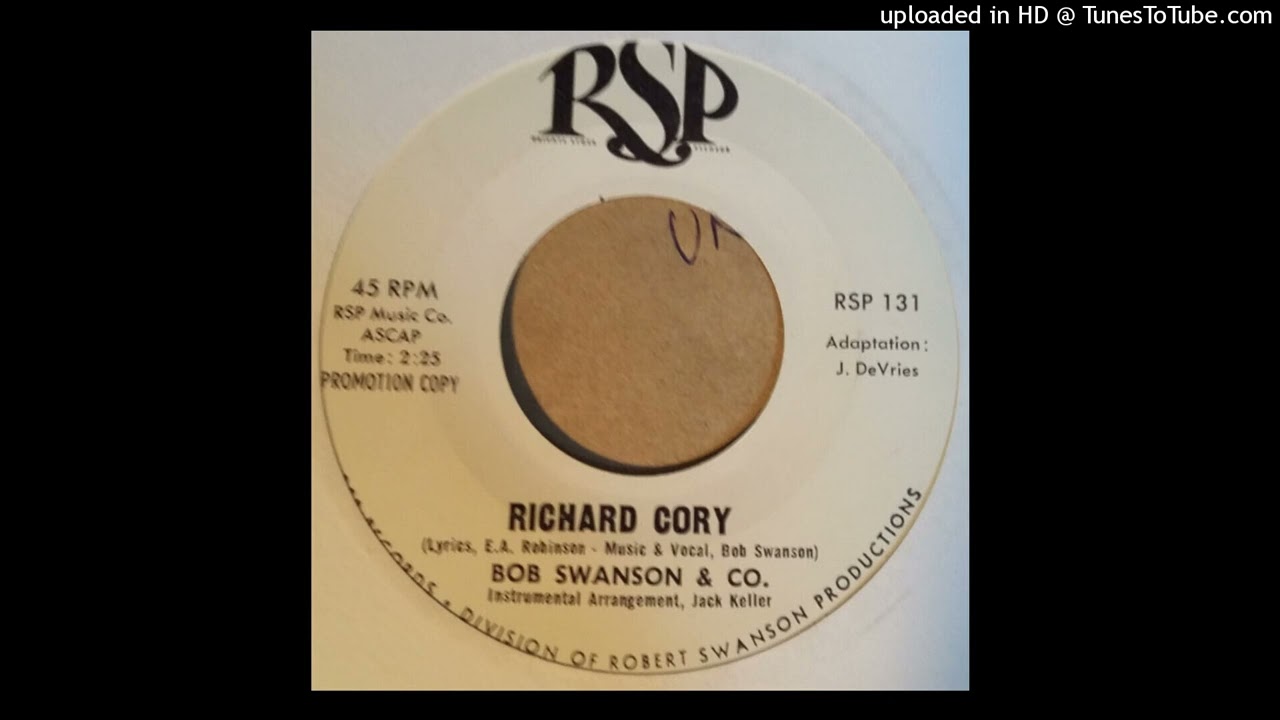 uploaded in HD @ TunesToTube.com
RSP
45 RPM
RSP Music Co.
ASCAP
Time: 2:25
PROMOTION COPY
RSP 131
Adaptation:
J. DeVries
RICHARD CORY
(Lyrics, E.A. Robinson - Music & Vocal, Bob Swanson)
BOB SWANSON & CO.
Instrumental Arrangement, Jack Keller
RECORDS • DIVISION OF ROBERT SWANSON PRODUCTIONS